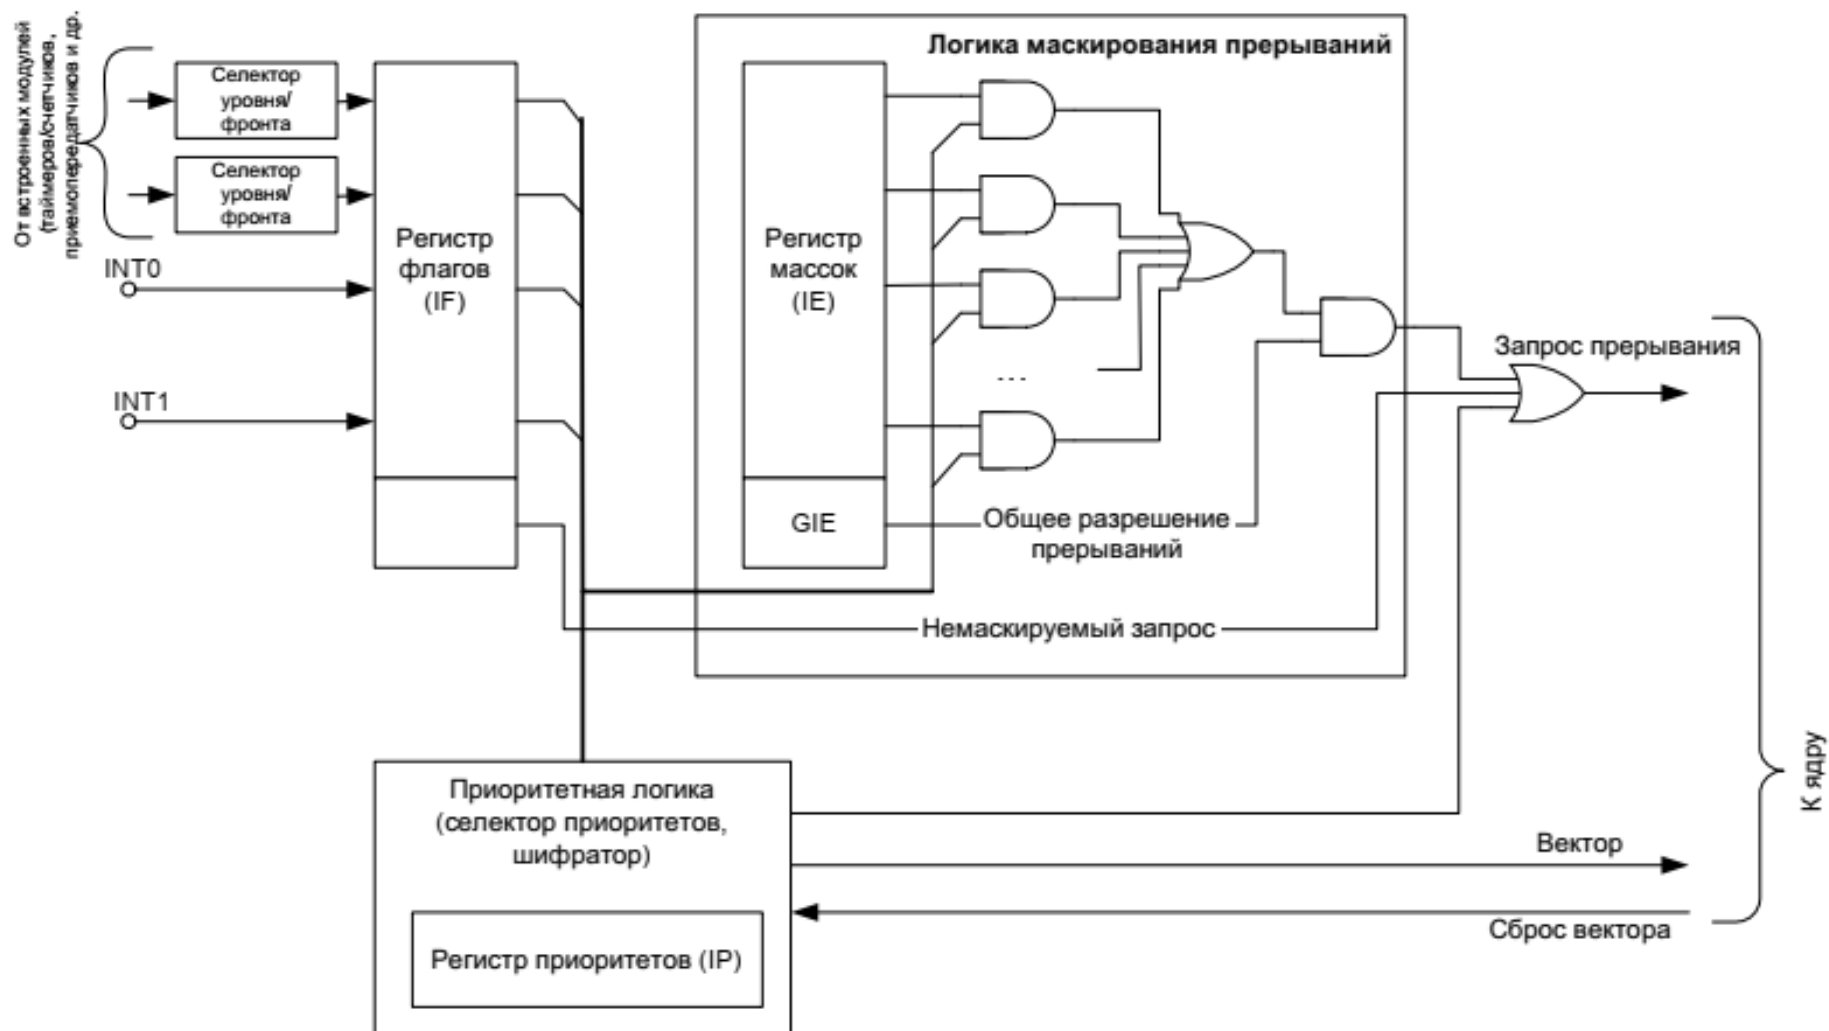 От встроенных модулей
(таймеров/счетчиков,
приемопередатчиков и др.
Селектор
уровня/
фронта
Селектор
уровня/
фронта
INT0
INT1
Регистр
флагов
(IF)
Логика маскирования прерываний
Регистр
массок
(IE)
GIE
...
Общее разрешение
прерываний
Немаскируемый запрос
Запрос прерывания
К ядру
Приоритетная логика
(селектор приоритетов,
шифратор)
Регистр приоритетов (IP)
Вектор
Сброс вектора